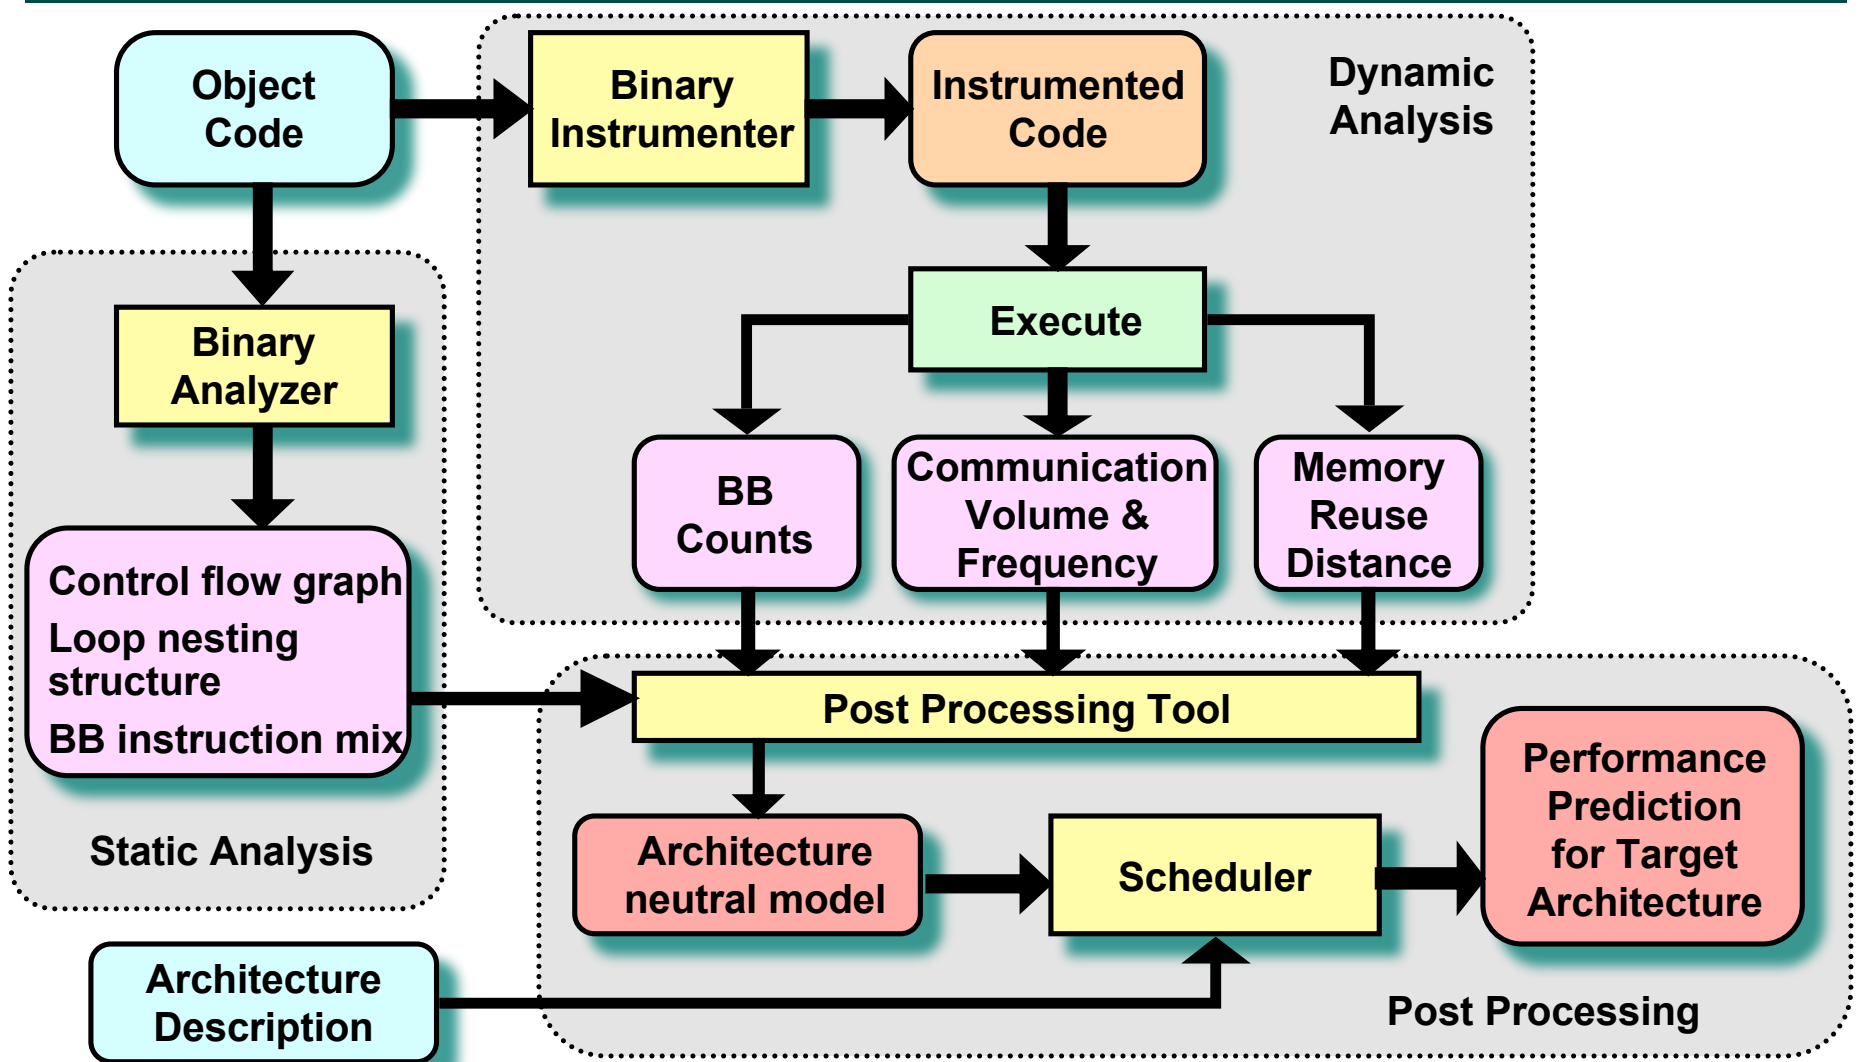 Object
Code
Binary
Instrumenter
Instrumented
Code
Dynamic
Analysis
Execute
Binary
Analyzer
BB
Counts
Communication
Volume &
Frequency
Memory
Reuse
Distance
Control flow graph
Loop nesting
structure
BB instruction mix
Static Analysis
Post Processing Tool
Architecture
neutral model
Scheduler
Performance
Prediction
for Target
Architecture
Architecture
Description
Post Processing